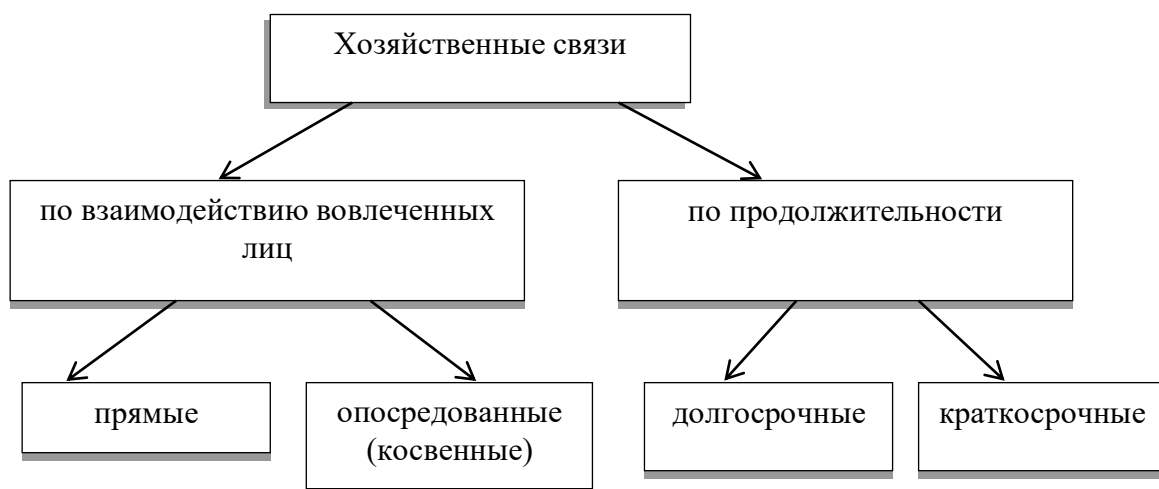 Хозяйственные связи
по взаимодействию вовлеченных
лиц
по продолжительности
прямые
опосредованные
(косвенные)
долгосрочные
краткосрочные